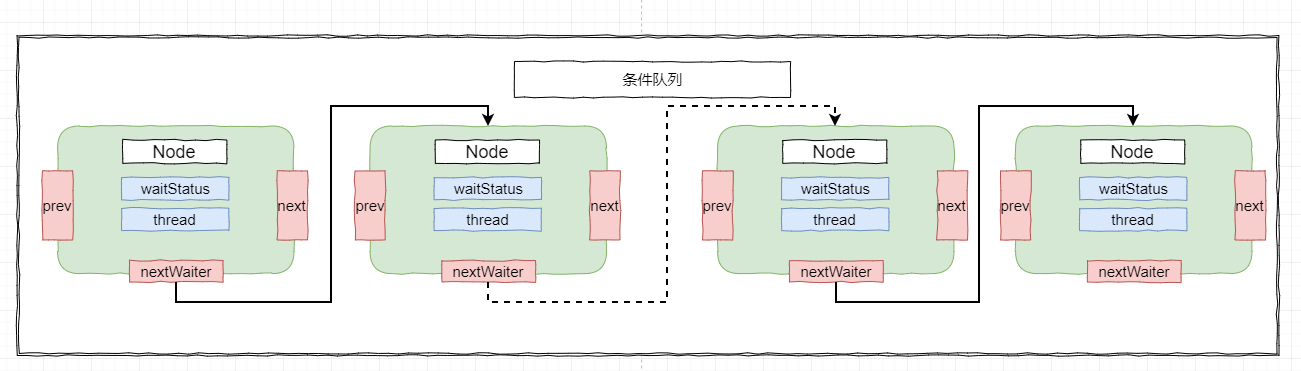 条件队列
Node
waitStatus
thread
prev
next
nextWaiter
Node
waitStatus
thread
prev
next
nextWaiter
Node
waitStatus
thread
prev
next
nextWaiter
Node
waitStatus
thread
prev
next
nextWaiter